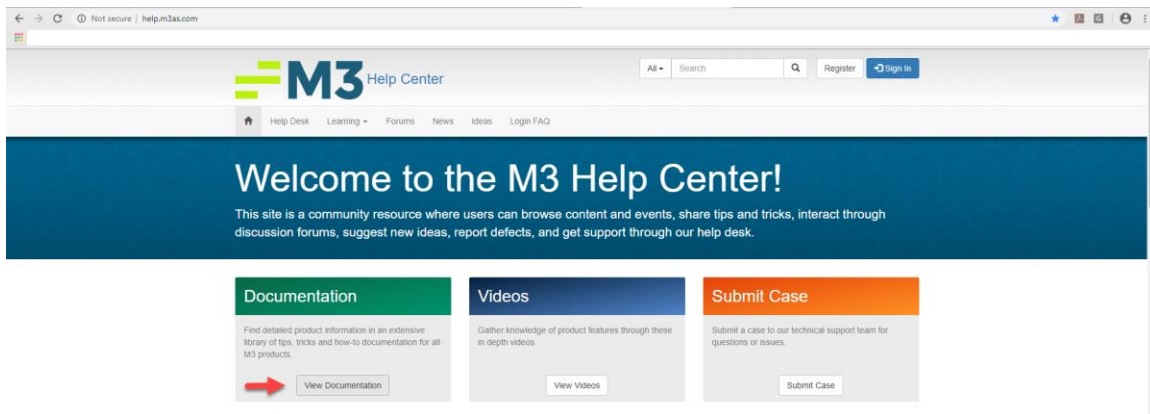 Not secure | help.m3as.com
M3 Help Center
All Search Register Sign In
Help Desk Learning Forums News Ideas Login FAQ
Welcome to the M3 Help Center!
This site is a community resource where users can browse content and events, share tips and tricks, interact through
discussion forums, suggest new ideas, report defects, and get support through our help desk.
Documentation
Find detailed product information in an extensive
library of tips, tricks and how-to documentation for all
M3 products.
View Documentation
Videos
Gather knowledge of product features through these
in depth videos.
View Videos
Submit Case
Submit a case to our technical support team for
questions or issues.
Submit Case